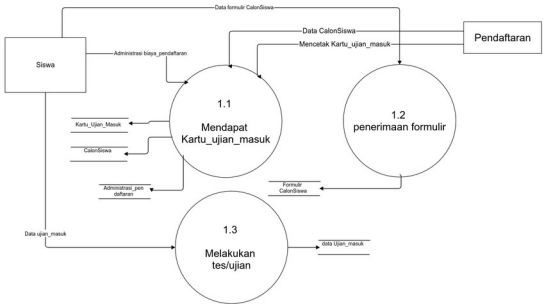 Data formulir CalonSiswa
Data CalonSiswa
Pendaftaran
Mencetak Kartu_ujian_masuk
Siswa
Administrasi biaya_pendaftaran
1.1
Mendapat
Kartu_ujian_masuk
1.2
penerimaan formulir
Kartu_Ujian_Masuk
CalonSiswa
Administrasi_pen
daftaran
Formulir
CalonSiswa
1.3
Melakukan
tes/ujian
Data ujian_masuk
data Ujian_masuk